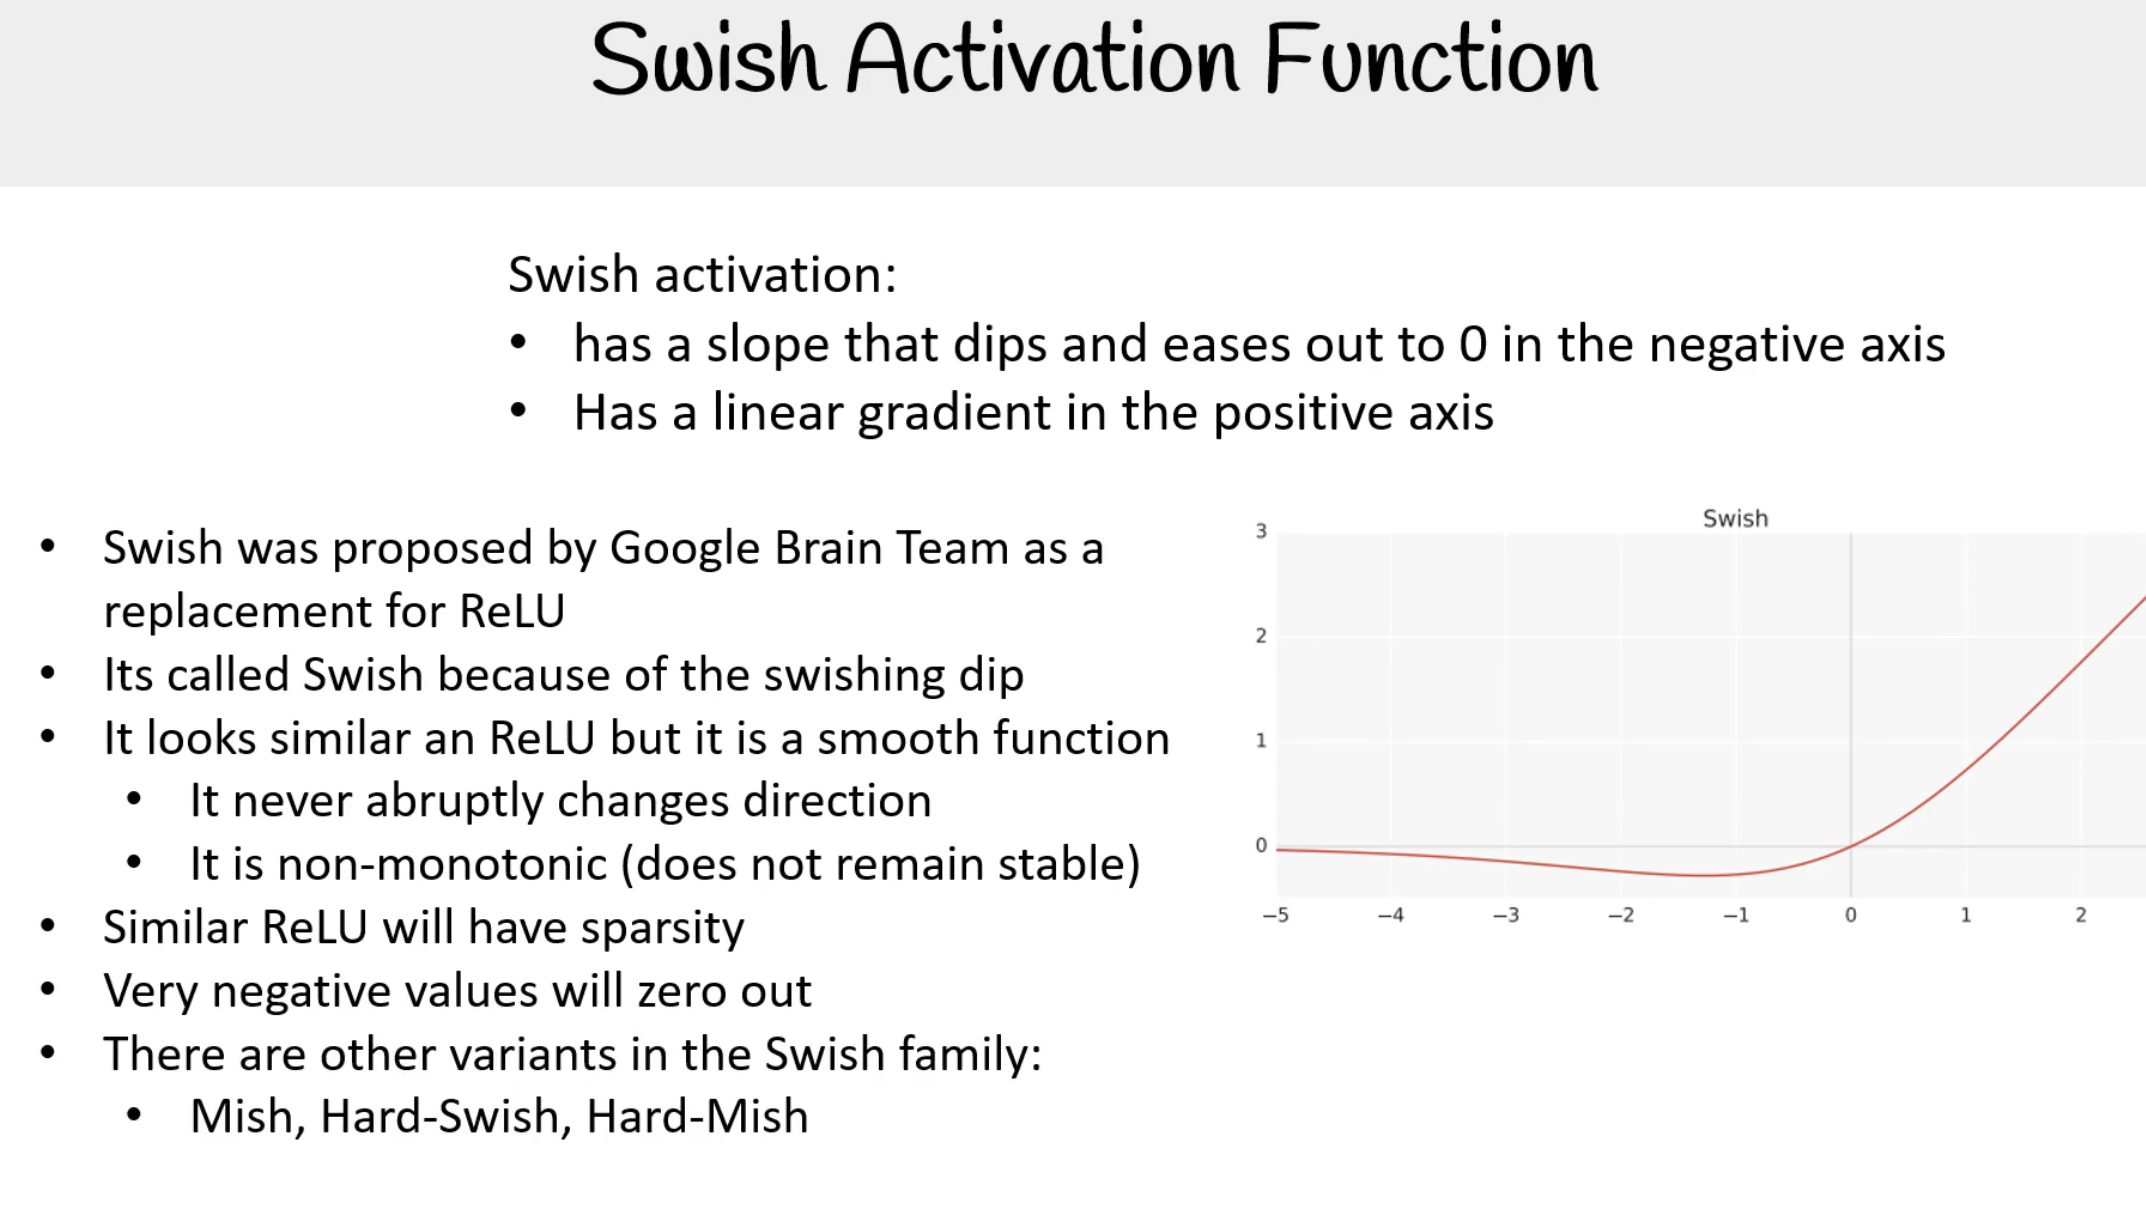 Swish Activation Function
Swish activation:
• has a slope that dips and eases out to 0 in the negative axis
• Has a linear gradient in the positive axis
• Swish was proposed by Google Brain Team as a
replacement for ReLU
• Its called Swish because of the swishing dip
• It looks similar an ReLU but it is a smooth function
• It never abruptly changes direction
• It is non-monotonic (does not remain stable)
• Similar ReLU will have sparsity
• Very negative values will zero out
• There are other variants in the Swish family:
• Mish, Hard-Swish, Hard-Mish
Swish
3
2
1
0
−5 −4 −3 −2 −1 0 1 2